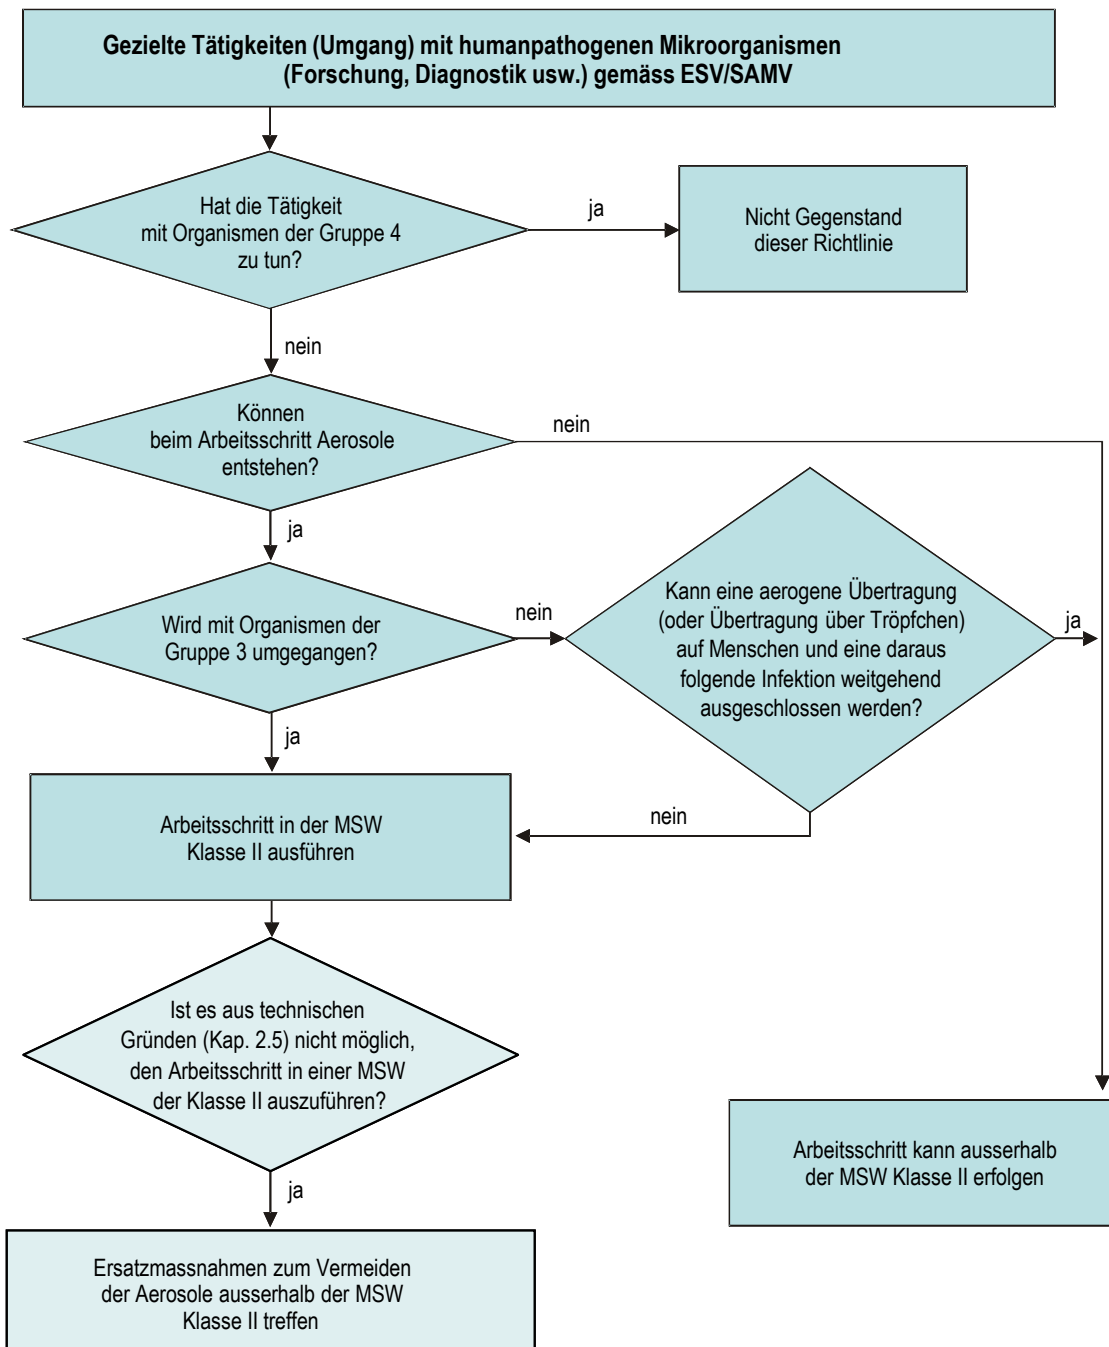 Gezielte Tätigkeiten (Umgang) mit humanpathogenen Mikroorganismen
(Forschung, Diagnostik usw.) gemäss ESV/SAMV
Hat die Tätigkeit
mit Organismen der Gruppe 4
zu tun?
ja
Nicht Gegenstand
dieser Richtlinie
nein
Können
beim Arbeitsschritt Aerosole
entstehen?
nein
ja
Wird mit Organismen der
Gruppe 3 umgegangen?
nein
Kann eine aerogene Übertragung
(oder Übertragung über Tröpfchen)
auf Menschen und eine daraus
folgende Infektion weitgehend
ausgeschlossen werden?
ja
ja
nein
Arbeitsschritt in der MSW
Klasse II ausführen
Ist es aus technischen
Gründen (Kap. 2.5) nicht möglich,
den Arbeitsschritt in einer MSW
der Klasse II auszuführen?
Arbeitsschritt kann ausserhalb
der MSW Klasse II erfolgen
ja
Ersatzmassnahmen zum Vermeiden
der Aerosole ausserhalb der MSW
Klasse II treffen